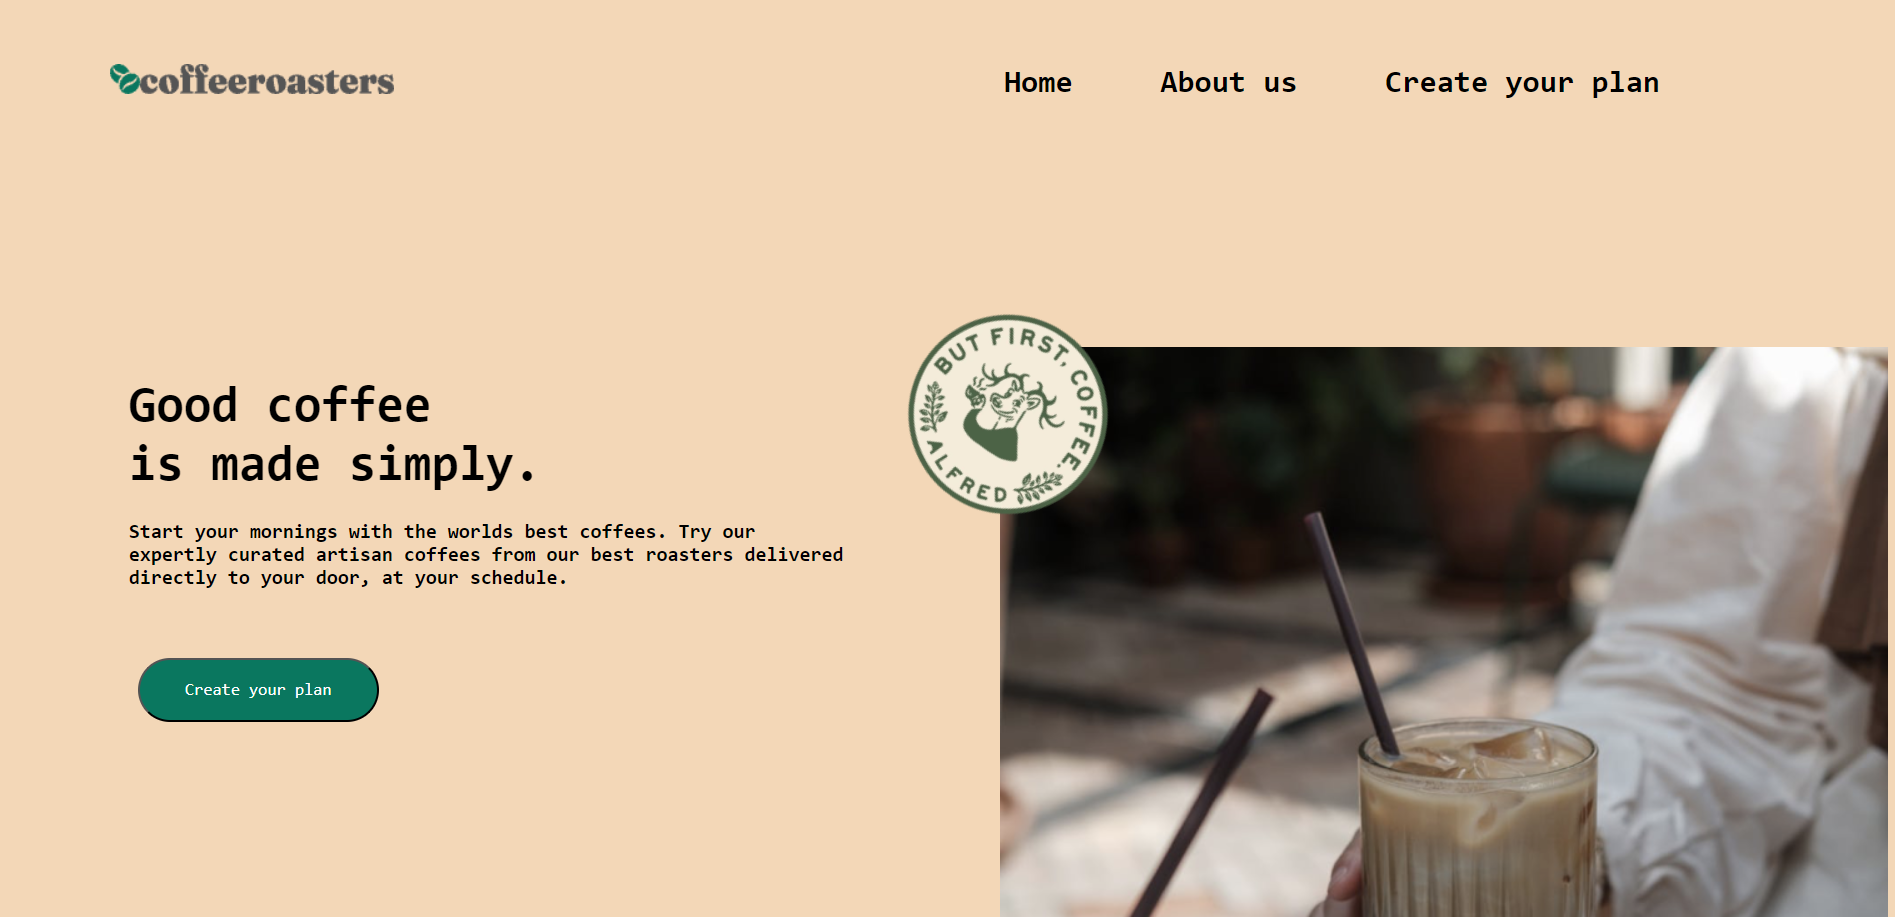 coffeeroasters
Home About us Create your plan
BUT FIRST, COFFEE.
ALFRED
Good coffee
is made simply.
Start your mornings with the worlds best coffees. Try our
expertly curated artisan coffees from our best roasters delivered
directly to your door, at your schedule.
Create your plan